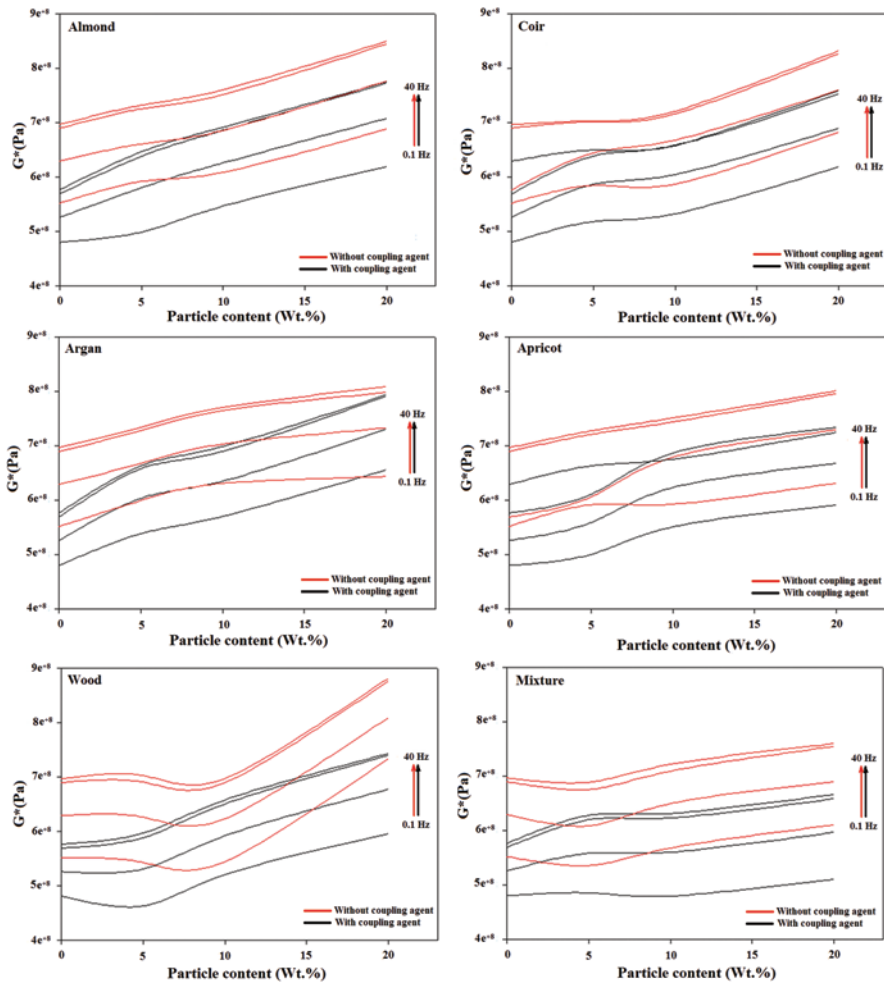 Almond
9e⁻⁸
8e⁻⁸
7e⁻⁸
6e⁻⁸
5e⁻⁸
4e⁻⁸
G*(Pa)
40 Hz
0.1 Hz
Without coupling agent
With coupling agent
0 5 10 15 20
Particle content (Wt.%)
Coir
9e⁻⁸
8e⁻⁸
7e⁻⁸
6e⁻⁸
5e⁻⁸
4e⁻⁸
G*(Pa)
40 Hz
0.1 Hz
Without coupling agent
With coupling agent
0 5 10 15 20
Particle content (Wt.%)
Argan
9e⁻⁸
8e⁻⁸
7e⁻⁸
6e⁻⁸
5e⁻⁸
4e⁻⁸
G*(Pa)
40 Hz
0.1 Hz
Without coupling agent
With coupling agent
0 5 10 15 20
Particle content (Wt.%)
Apricot
9e⁻⁸
8e⁻⁸
7e⁻⁸
6e⁻⁸
5e⁻⁸
4e⁻⁸
G*(Pa)
40 Hz
0.1 Hz
Without coupling agent
With coupling agent
0 5 10 15 20
Particle content (Wt.%)
Wood
9e⁻⁸
8e⁻⁸
7e⁻⁸
6e⁻⁸
5e⁻⁸
4e⁻⁸
G*(Pa)
40 Hz
0.1 Hz
Without coupling agent
With coupling agent
0 5 10 15 20
Particle content (Wt.%)
Mixture
9e⁻⁸
8e⁻⁸
7e⁻⁸
6e⁻⁸
5e⁻⁸
4e⁻⁸
G*(Pa)
40 Hz
0.1 Hz
Without coupling agent
With coupling agent
0 5 10 15 20
Particle content (Wt.%)